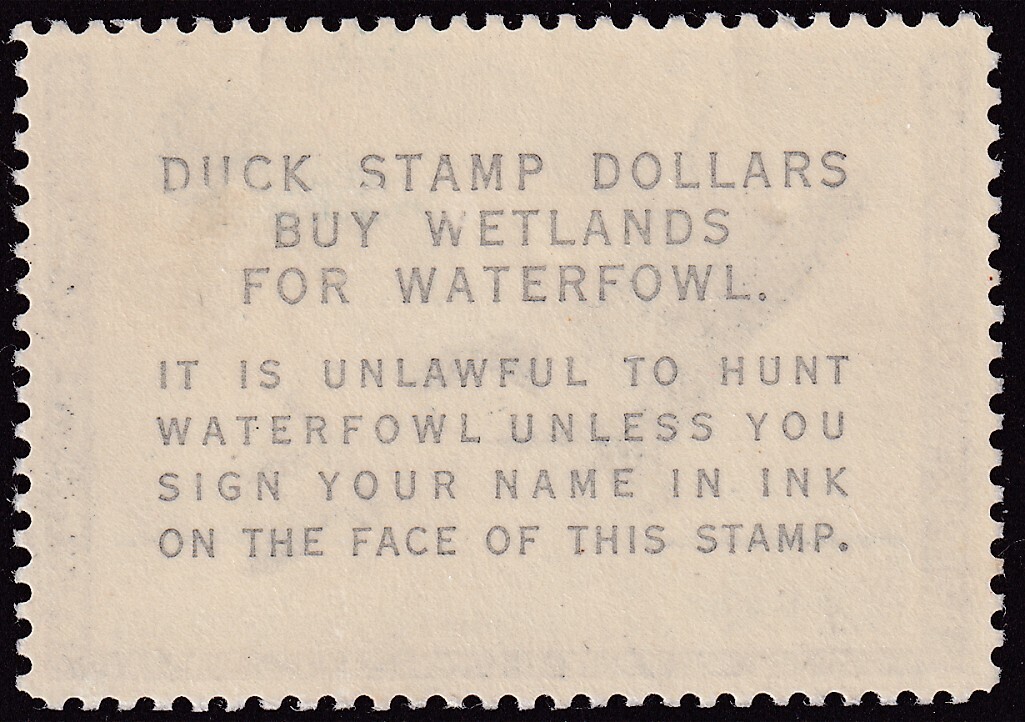 DUCK STAMP DOLLARS
BUY WETLANDS
FOR WATERFOWL.
IT IS UNLAWFUL TO HUNT
WATERFOWL UNLESS YOU
SIGN YOUR NAME IN INK
ON THE FACE OF THIS STAMP.